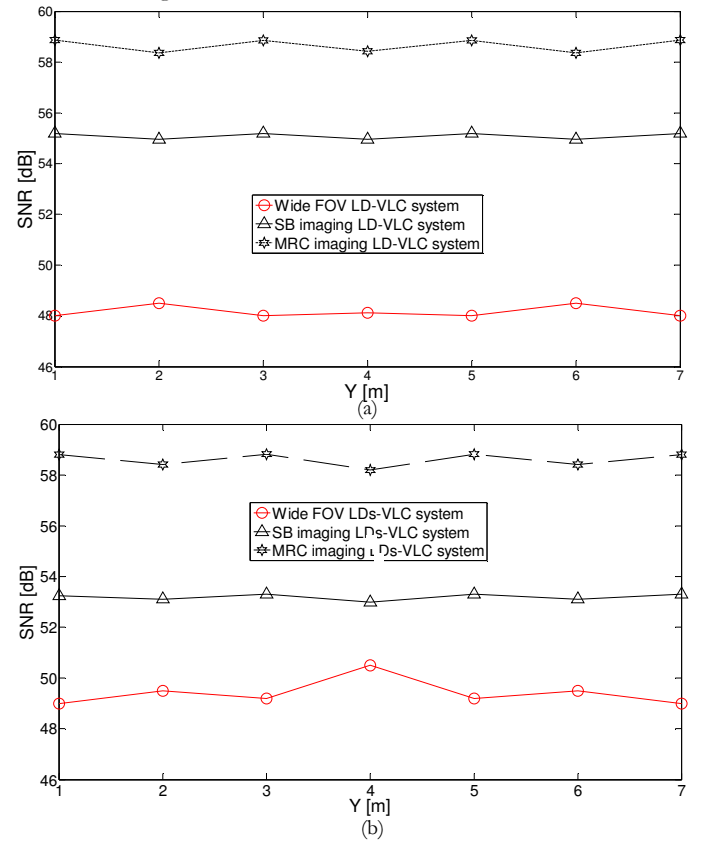 60
58
56
54
52
50
48
46
SNR [dB]
Wide FOV LD-VLC system
SB imaging LD-VLC system
MRC imaging LD-VLC system
1 2 3 4 5 6 7
Y [m]
(a)
60
58
56
54
52
50
48
46
SNR [dB]
Wide FOV LDs-VLC system
SB imaging LDs-VLC system
MRC imaging LDs-VLC system
1 2 3 4 5 6 7
Y [m]
(b)